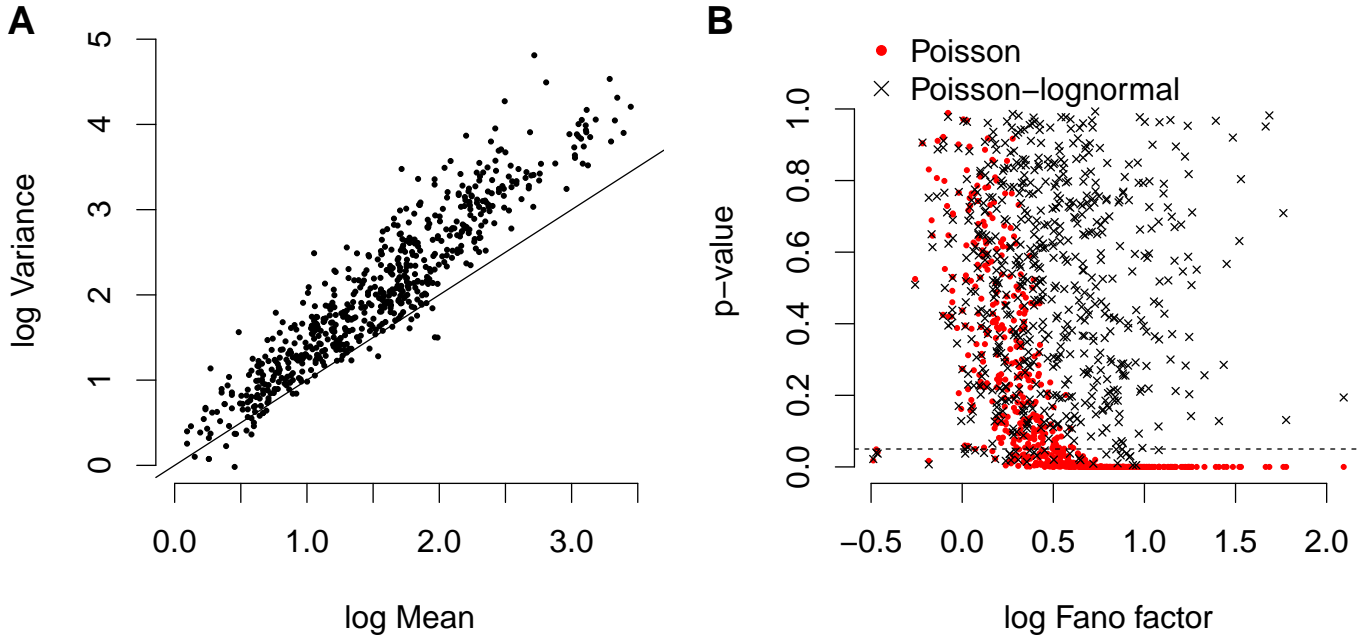 A
5
4
3
2
1
0
log Variance
0.0 1.0 2.0 3.0
log Mean
B
Poisson
Poisson−lognormal
1.0
0.8
0.6
0.4
0.2
0.0
p−value
−0.5 0.0 0.5 1.0 1.5 2.0
log Fano factor